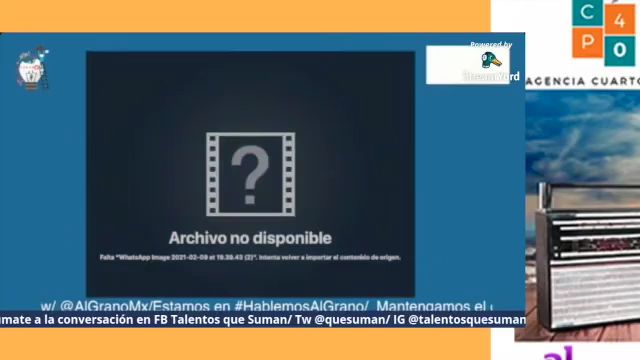 Powered by
StreamYard
C
4
P
0
AGENCIA CUARTO
Archivo no disponible
Falta "WhatsApp Image 2021-02-09 at 19.39.43 (2)". Intenta volver a importar el contenido de origen.
w/ @AlGranoMx/Estamos en #HablemosAlGrano/ Mantengamos el
úmate a la conversación en FB Talentos que Suman/ Tw @quesuman/ IG @talentosquesuman
al